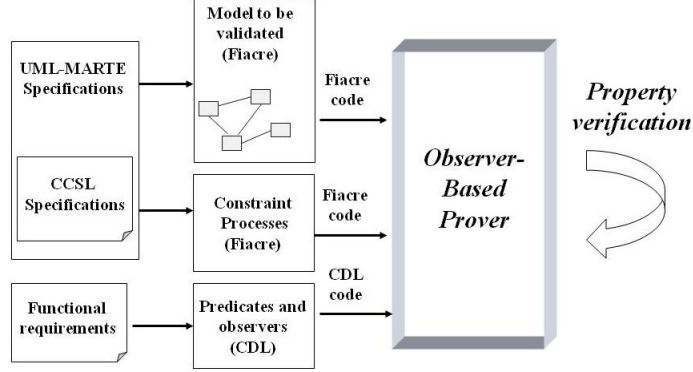 UML-MARTE
Specifications
CCSL
Specifications
Functional
requirements
Model to be
validated
(Fiacre)
Constraint
Processes
(Fiacre)
Predicates and
observers
(CDL)
Fiacre
code
Fiacre
code
CDL
code
Observer-
Based
Prover
Property
verification